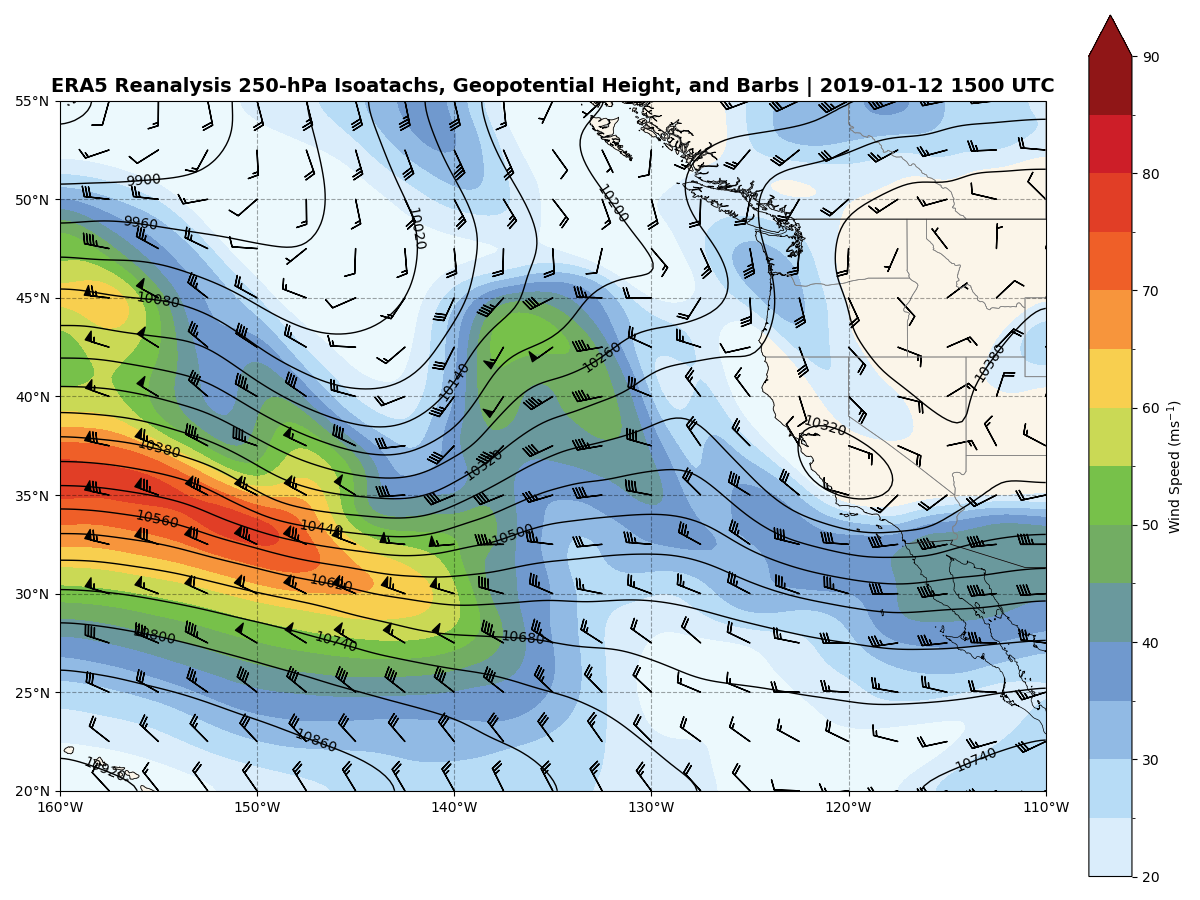 ERA5 Reanalysis 250-hPa Isoatachs, Geopotential Height, and Barbs | 2019-01-12 1500 UTC
55°N
50°N
45°N
40°N
35°N
30°N
25°N
20°N
9900
9960
10020
10200
10080
10260
10140
10380
10320
10380
10320
10560
10440
10500
10620
10800
10740
10680
10860
10920
10740
160°W
150°W
140°W
130°W
120°W
110°W
90
80
70
60
50
40
30
20
Wind Speed (ms⁻¹)